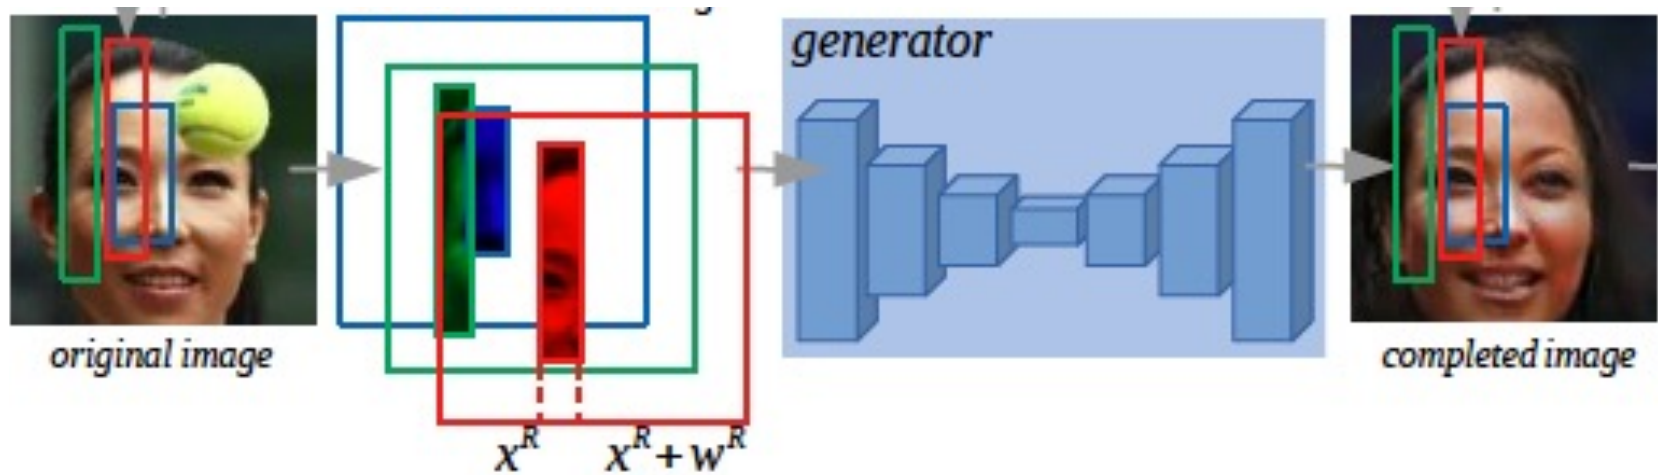 generator
original image
completed image
x^R x^R + w^R